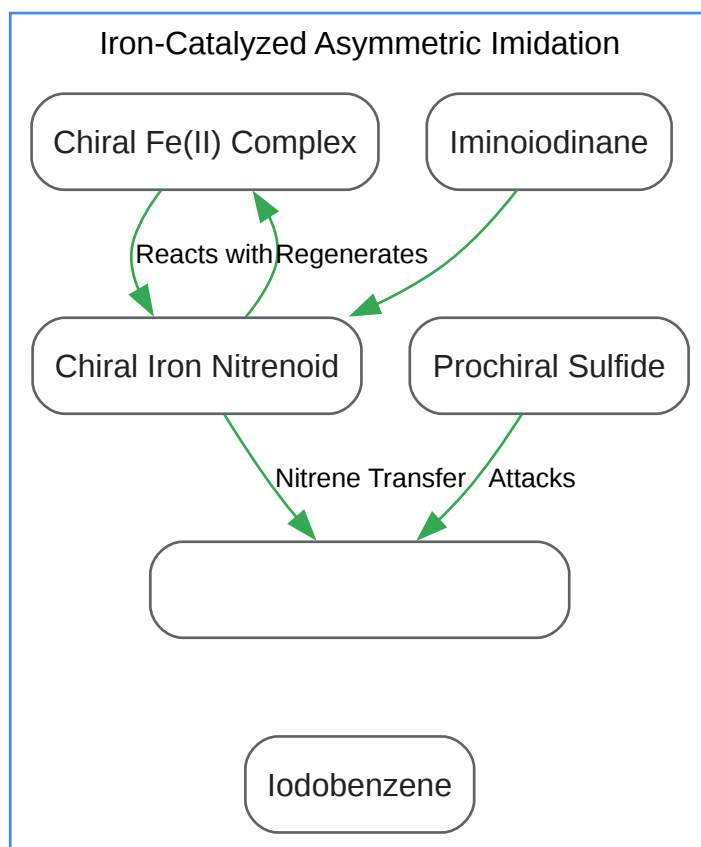 Iron-Catalyzed Asymmetric Imidation
Chiral Fe(II) Complex
Iminoiodinane
Reacts with
Regenerates
Chiral Iron Nitrenoid
Prochiral Sulfide
Nitrene Transfer
Attacks
Iodobenzene